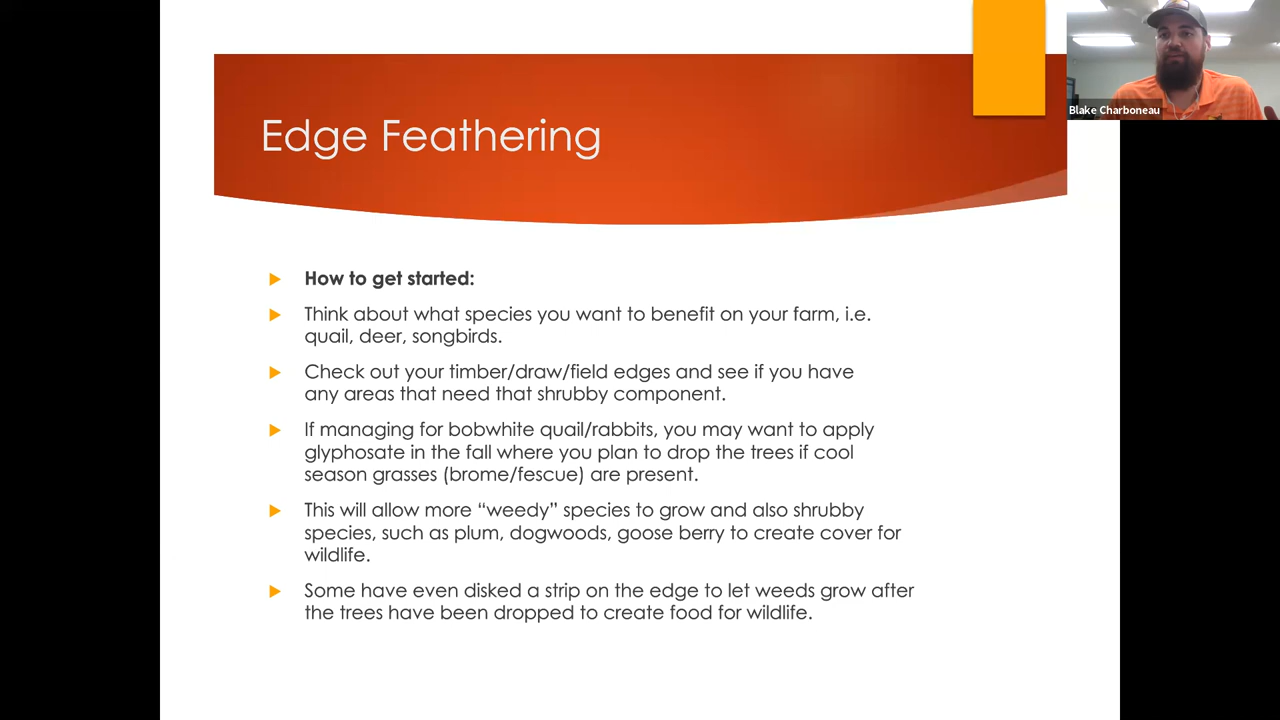 Blake Charboneau
Edge Feathering
How to get started:
Think about what species you want to benefit on your farm, i.e.
quail, deer, songbirds.
Check out your timber/draw/field edges and see if you have
any areas that need that shrubby component.
If managing for bobwhite quail/rabbits, you may want to apply
glyphosate in the fall where you plan to drop the trees if cool
season grasses (brome/fescue) are present.
This will allow more “weedy” species to grow and also shrubby
species, such as plum, dogwoods, goose berry to create cover for
wildlife.
Some have even disked a strip on the edge to let weeds grow after
the trees have been dropped to create food for wildlife.